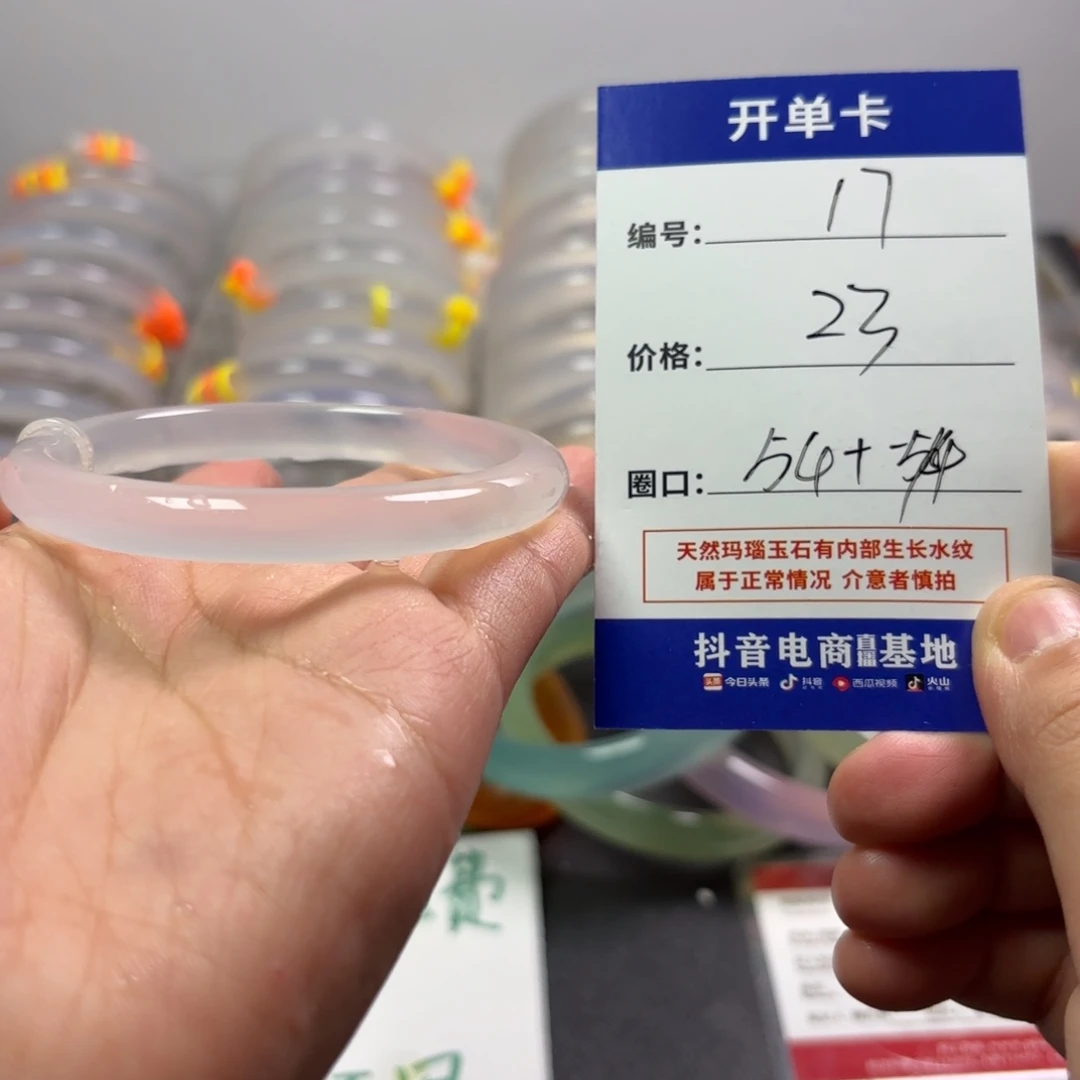 开单卡
编号: 17
价格: 23
圈口: 54+
天然玛瑙玉石有内部生长水纹
属于正常情况 介意者慎拍
抖音电商直播基地
今日头条 抖音 西瓜视频 火山